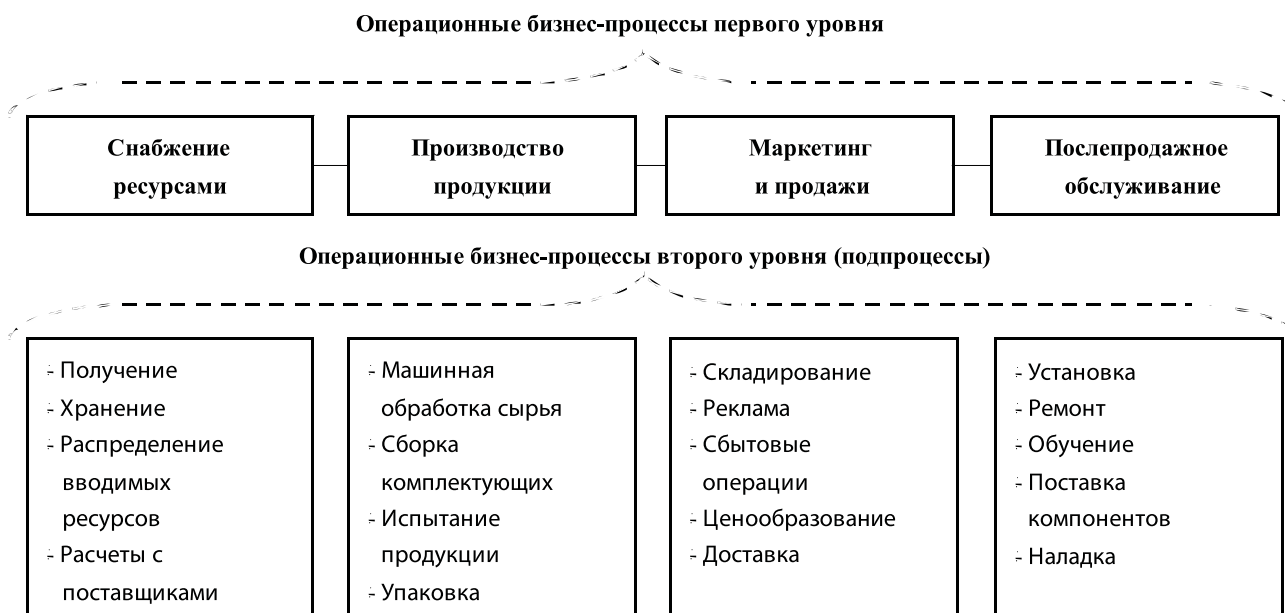 Операционные бизнес-процессы первого уровня
Снабжение
ресурсами
Производство
продукции
Маркетинг
и продажи
Послепродажное
обслуживание
Операционные бизнес-процессы второго уровня (подпроцессы)
- Получение
- Хранение
- Распределение
вводимых
ресурсов
- Расчеты с
поставщиками
- Машинная
обработка сырья
- Сборка
комплектующих
- Испытание
продукции
- Упаковка
- Складирование
- Реклама
- Сбытовые
операции
- Ценообразование
- Доставка
- Установка
- Ремонт
- Обучение
- Поставка
компонентов
- Наладка